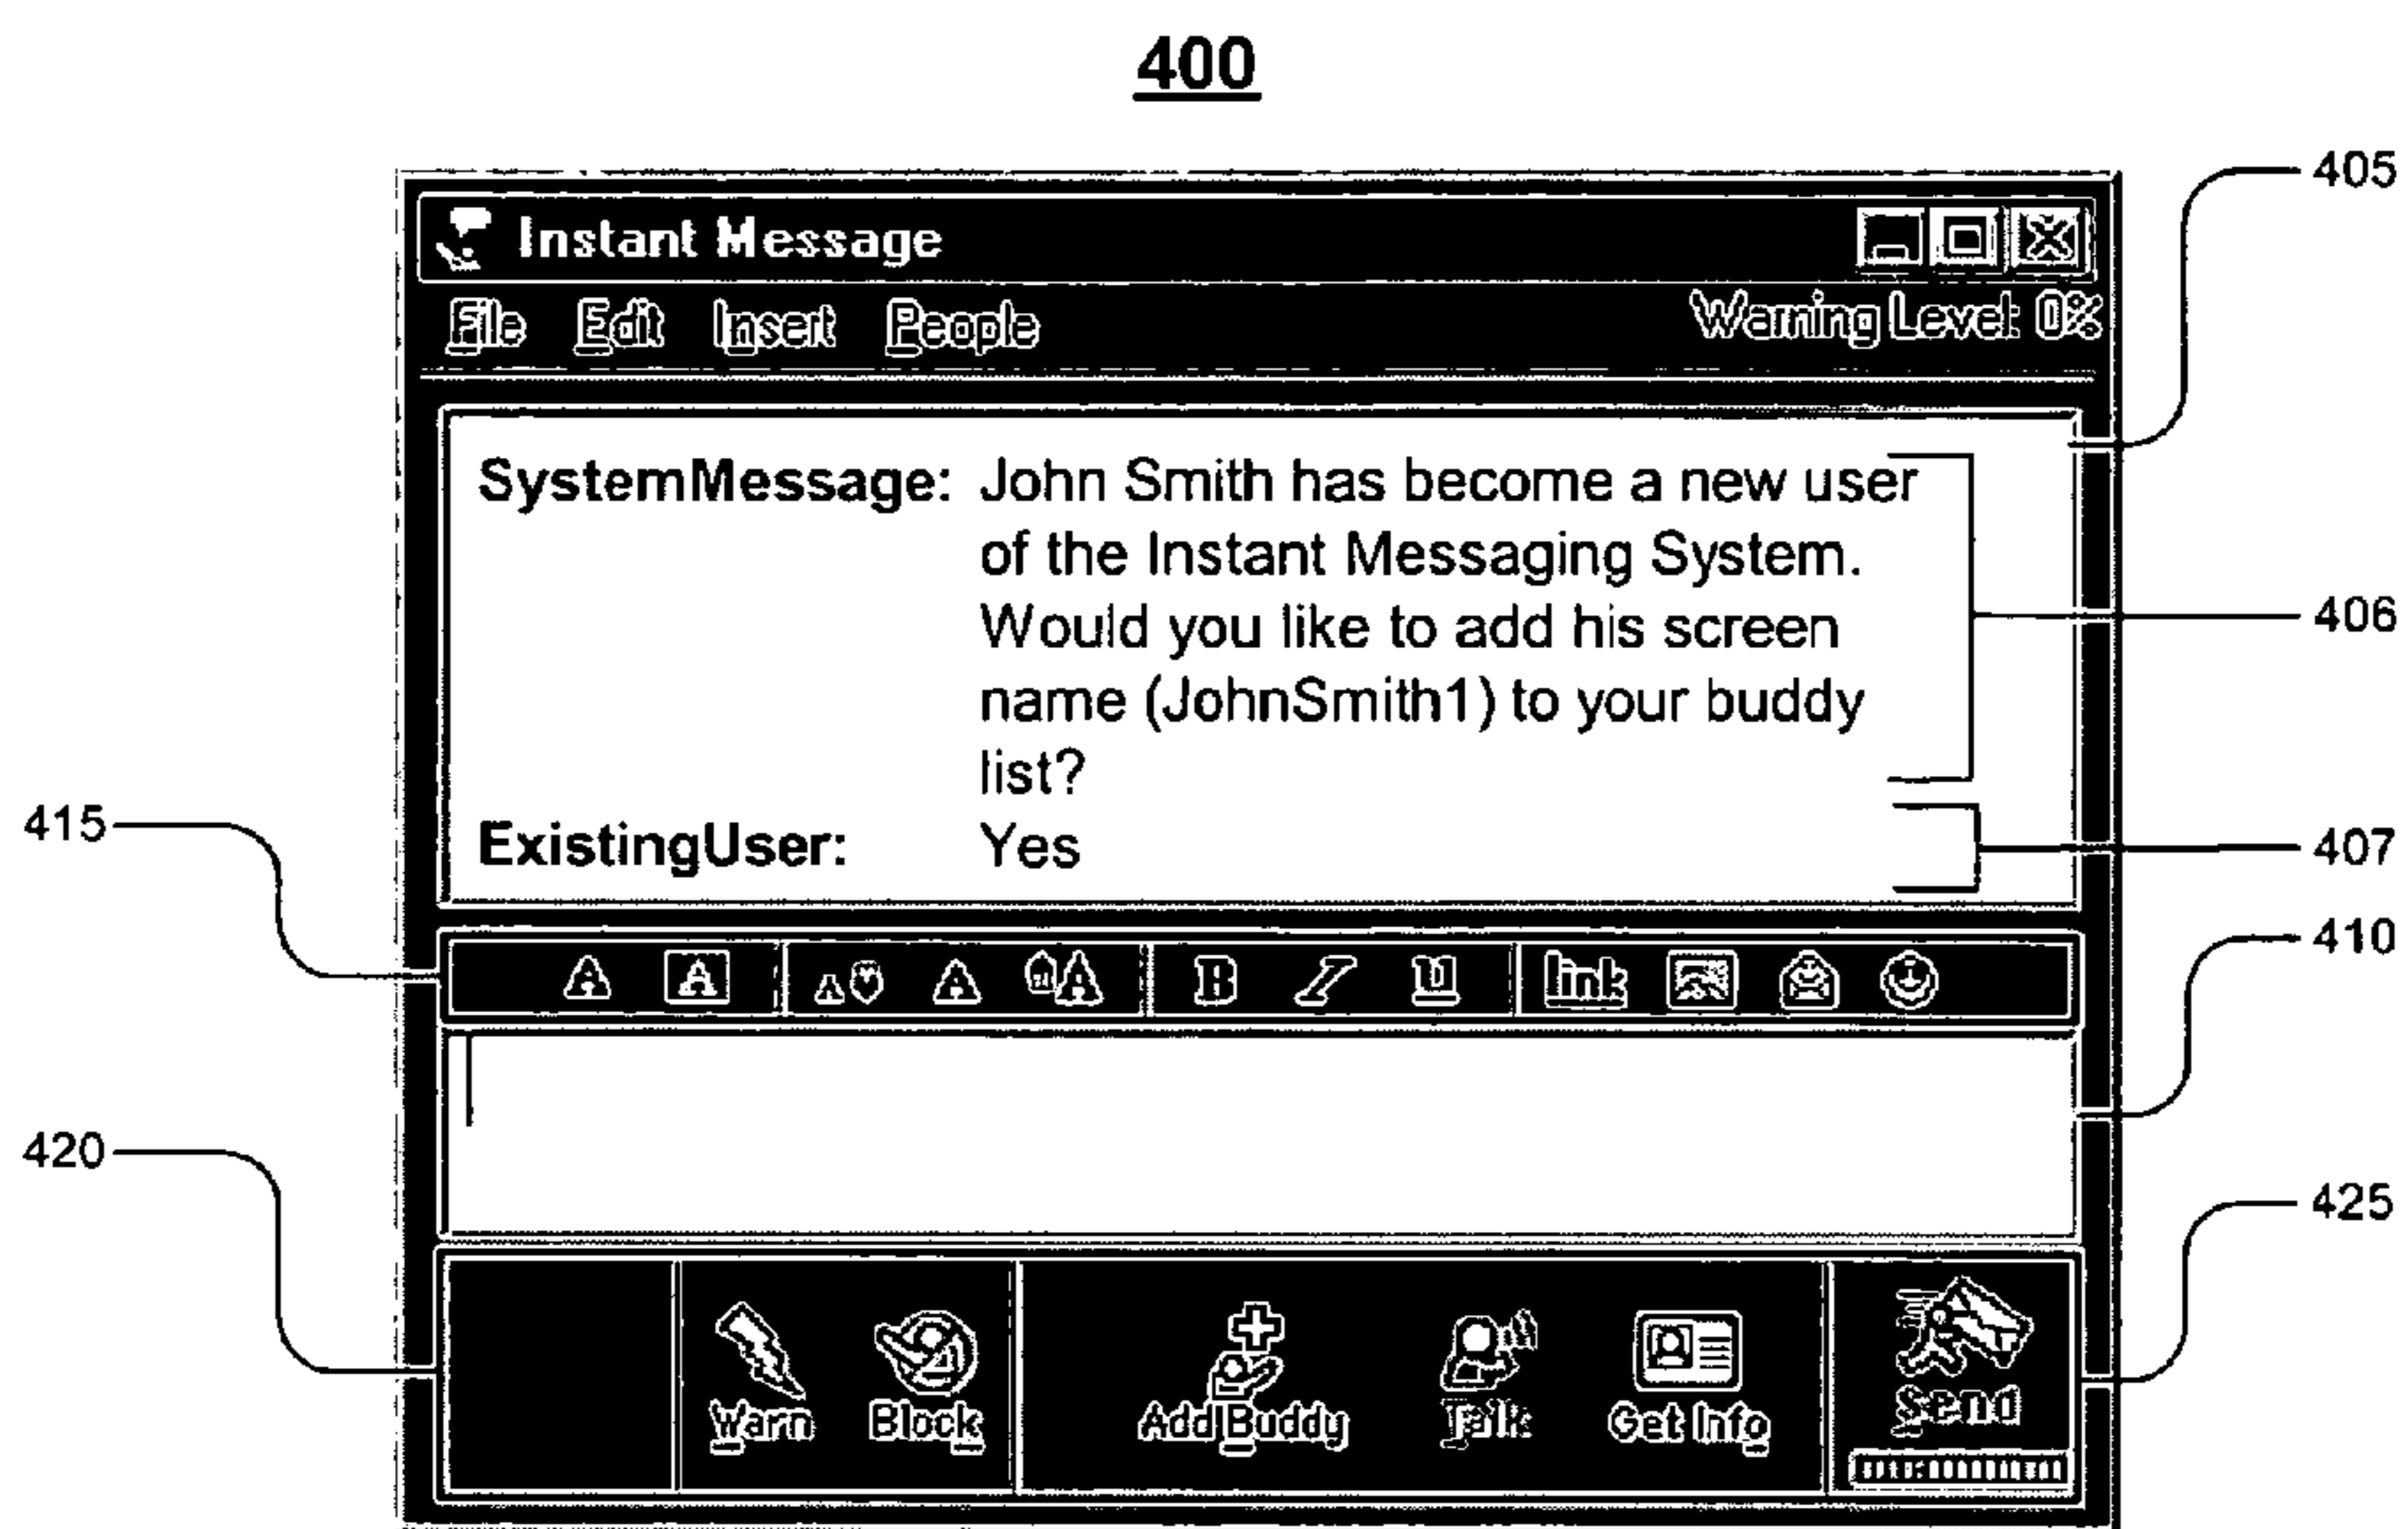 400
405
Instant Message
File Edit Insert People Warning Level: 0%
SystemMessage: John Smith has become a new user
of the Instant Messaging System.
406
Would you like to add his screen
name (JohnSmith1) to your buddy
list?
415
ExistingUser: Yes
407
410
A A A A A A B I U link
420
425
Warn Block Add Buddy Talk Get Info Send